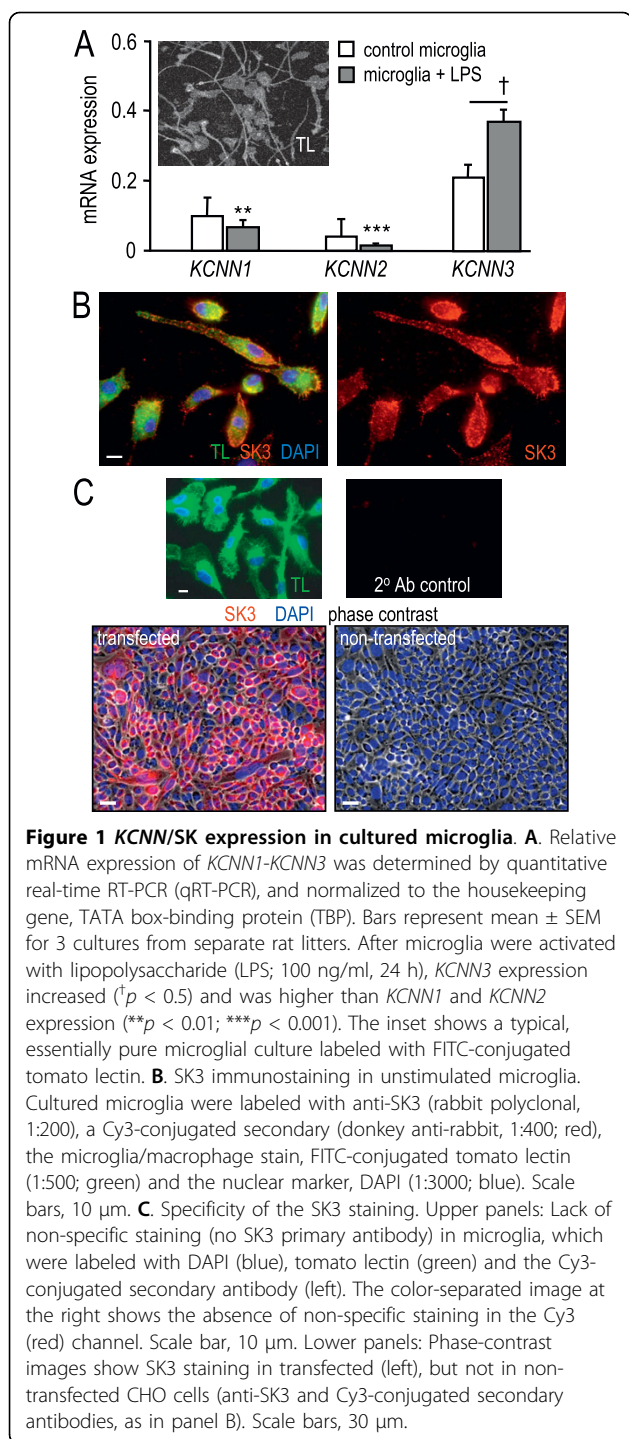 A
0.6
0.4
0.2
0
mRNA expression
control microglia
microglia + LPS
TL
**
***
†
KCNN1
KCNN2
KCNN3
B
TL SK3 DAPI
SK3
C
TL
2º Ab control
SK3 DAPI phase contrast
transfected
non-transfected
Figure 1 KCNN/SK expression in cultured microglia. A. Relative
mRNA expression of KCNN1-KCNN3 was determined by quantitative
real-time RT-PCR (qRT-PCR), and normalized to the housekeeping
gene, TATA box-binding protein (TBP). Bars represent mean ± SEM
for 3 cultures from separate rat litters. After microglia were activated
with lipopolysaccharide (LPS; 100 ng/ml, 24 h), KCNN3 expression
increased (†p < 0.5) and was higher than KCNN1 and KCNN2
expression (**p < 0.01; ***p < 0.001). The inset shows a typical,
essentially pure microglial culture labeled with FITC-conjugated
tomato lectin. B. SK3 immunostaining in unstimulated microglia.
Cultured microglia were labeled with anti-SK3 (rabbit polyclonal,
1:200), a Cy3-conjugated secondary (donkey anti-rabbit, 1:400; red),
the microglia/macrophage stain, FITC-conjugated tomato lectin
(1:500; green) and the nuclear marker, DAPI (1:3000; blue). Scale
bars, 10 μm. C. Specificity of the SK3 staining. Upper panels: Lack of
non-specific staining (no SK3 primary antibody) in microglia, which
were labeled with DAPI (blue), tomato lectin (green) and the Cy3-
conjugated secondary antibody (left). The color-separated image at
the right shows the absence of non-specific staining in the Cy3
(red) channel. Scale bar, 10 μm. Lower panels: Phase-contrast
images show SK3 staining in transfected (left), but not in non-
transfected CHO cells (anti-SK3 and Cy3-conjugated secondary
antibodies, as in panel B). Scale bars, 30 μm.